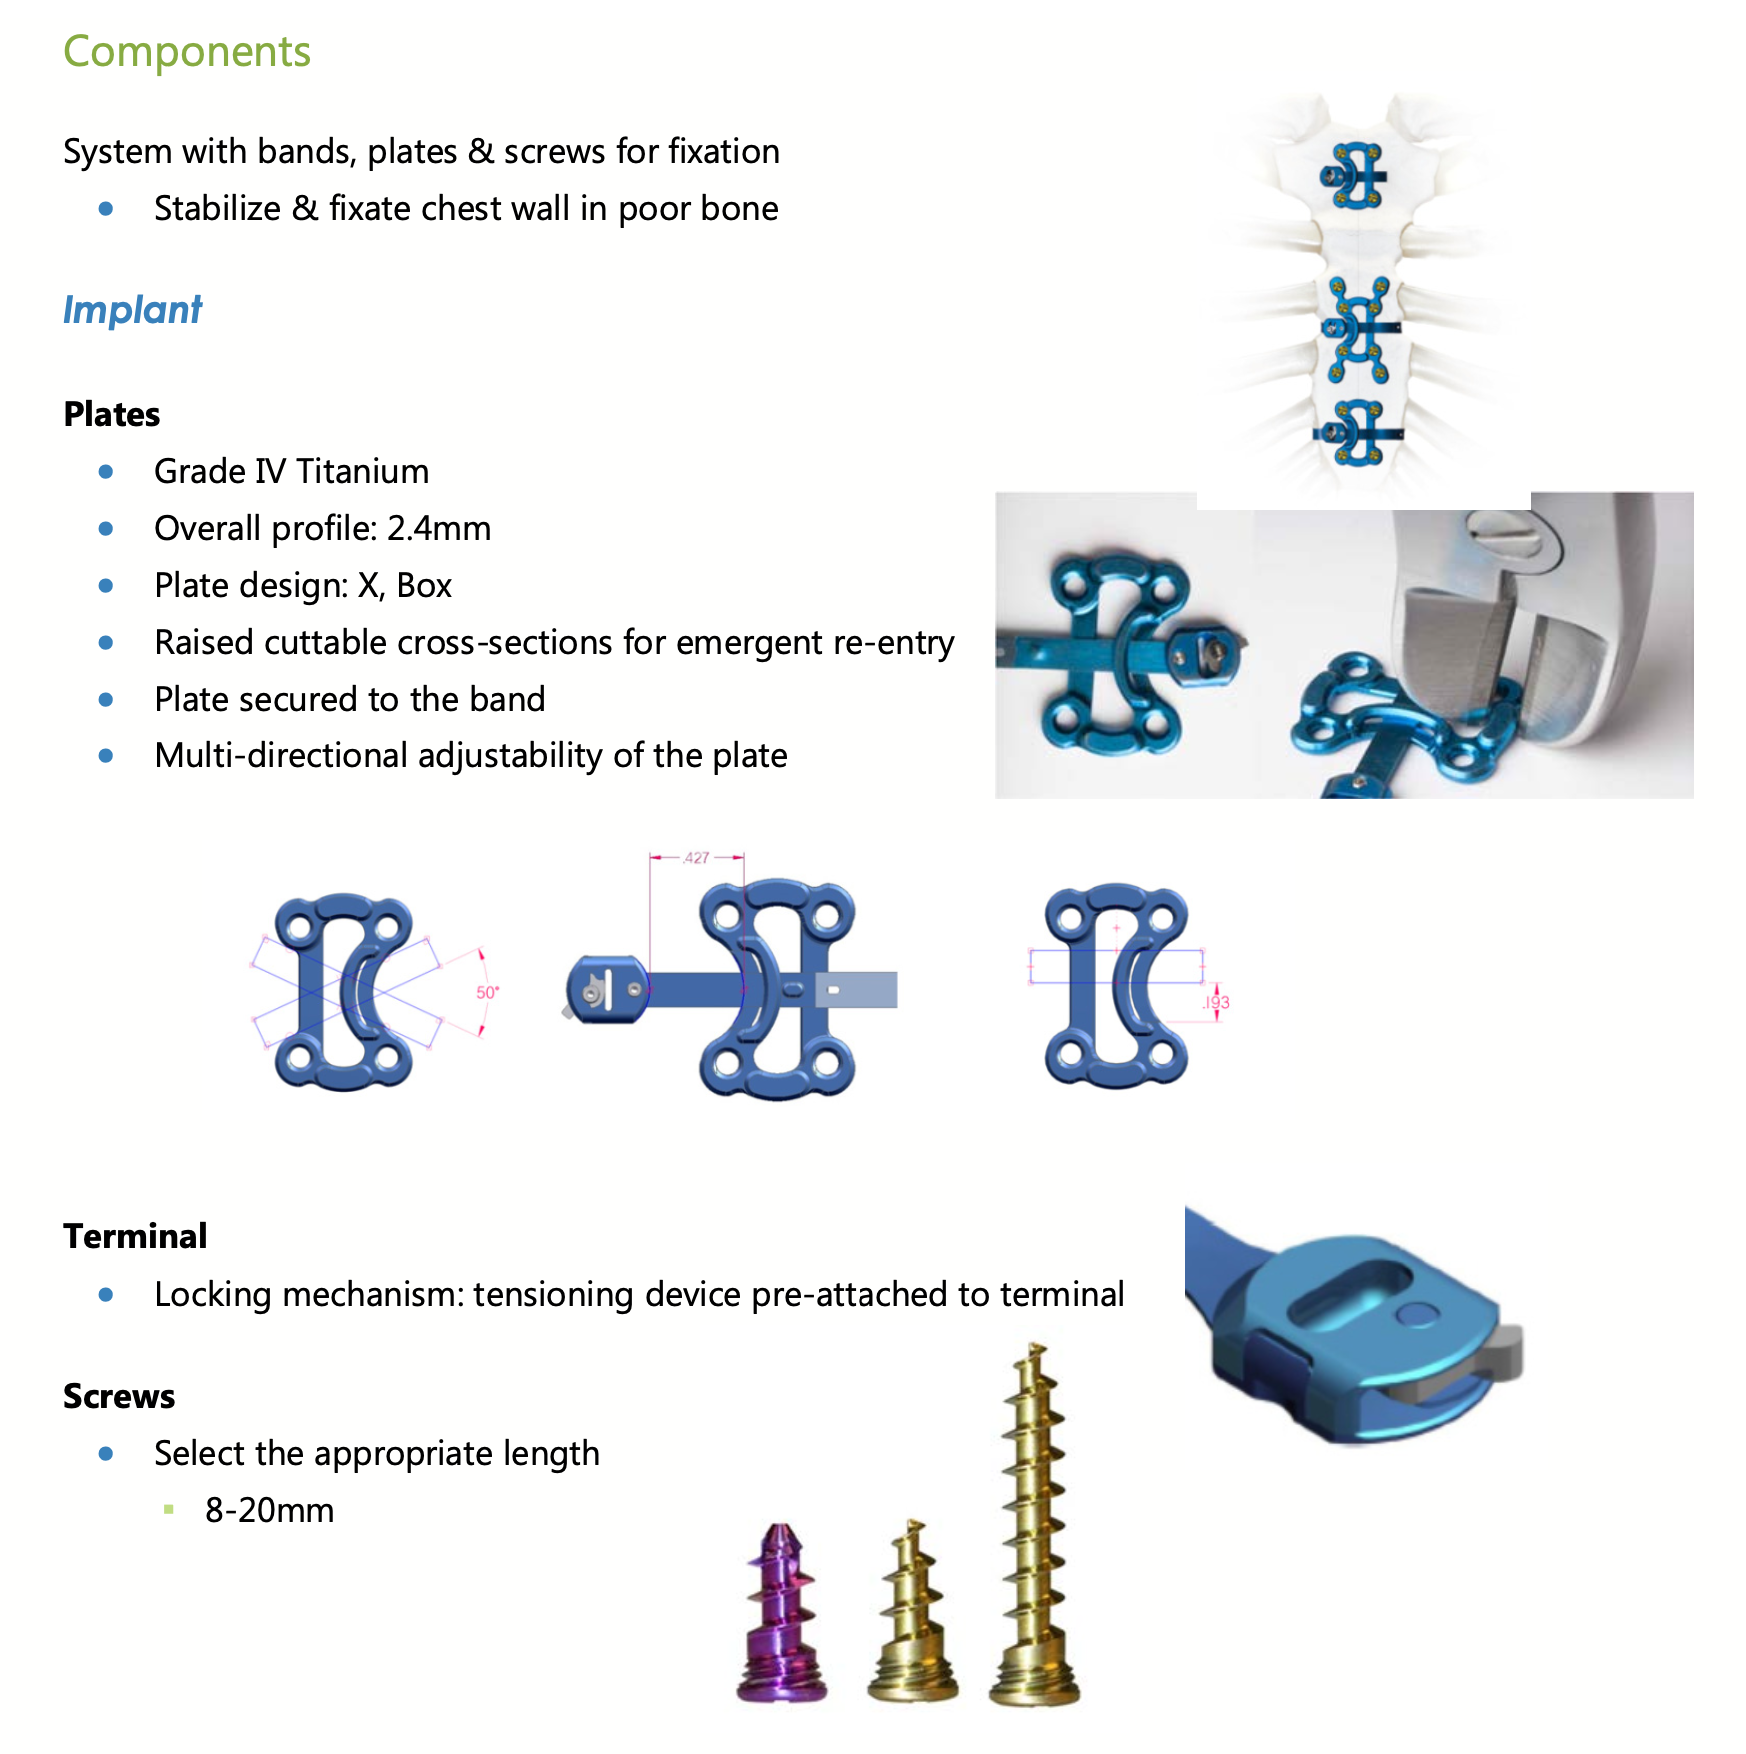 Components
System with bands, plates & screws for fixation
• Stabilize & fixate chest wall in poor bone
Implant
Plates
• Grade IV Titanium
• Overall profile: 2.4mm
• Plate design: X, Box
• Raised cuttable cross-sections for emergent re-entry
• Plate secured to the band
• Multi-directional adjustability of the plate
.427
50°
.193
Terminal
• Locking mechanism: tensioning device pre-attached to terminal
Screws
• Select the appropriate length
▪ 8-20mm